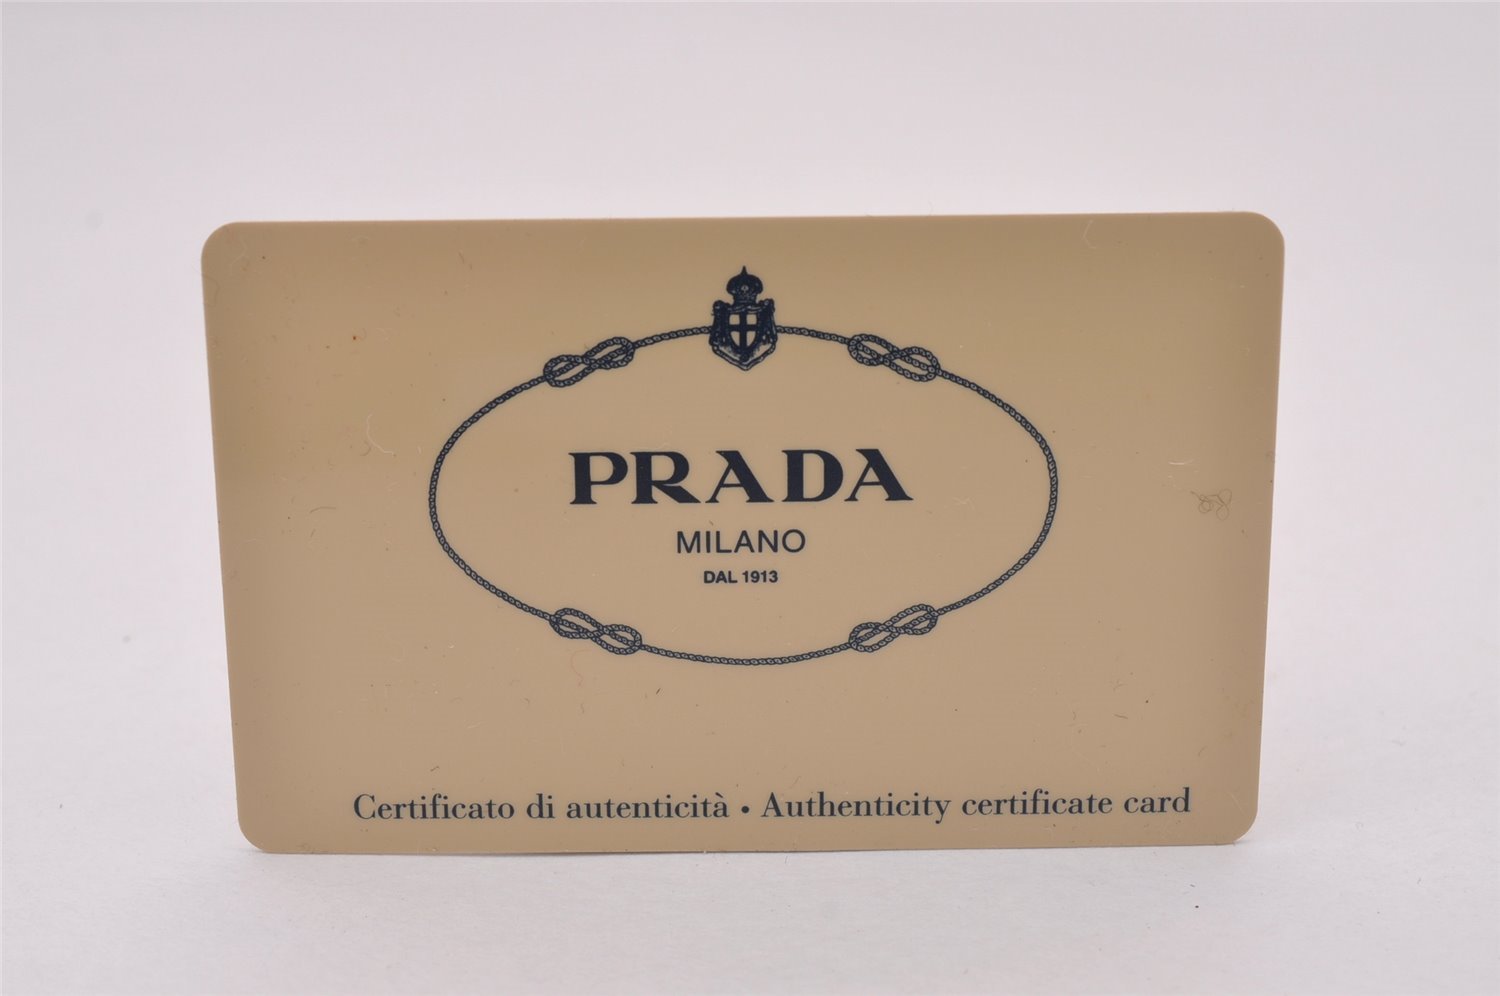 PRADA
MILANO
DAL 1913
Certificato di autenticità • Authenticity certificate card